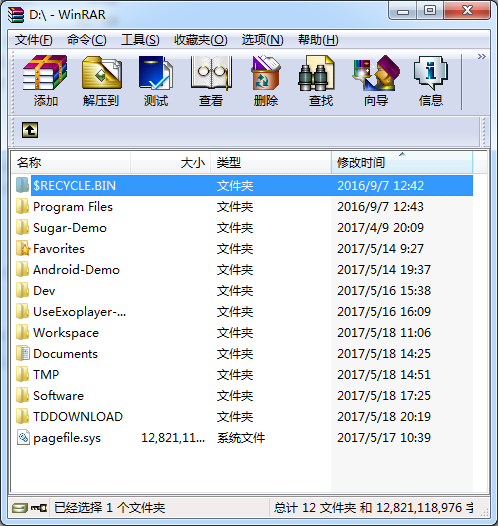 D:\ - WinRAR
文件(F) 命令(C) 工具(S) 收藏夹(O) 选项(N) 帮助(H)
添加 解压到 测试 查看 删除 查找 向导 信息
名称 大小 类型 修改时间
$RECYCLE.BIN 文件夹 2016/9/7 12:42
Program Files 文件夹 2016/9/7 12:43
Sugar-Demo 文件夹 2017/4/9 20:09
Favorites 文件夹 2017/5/14 9:27
Android-Demo 文件夹 2017/5/14 19:37
Dev 文件夹 2017/5/16 15:38
UseExoplayer-... 文件夹 2017/5/16 16:09
Workspace 文件夹 2017/5/18 11:06
Documents 文件夹 2017/5/18 14:25
TMP 文件夹 2017/5/18 14:51
Software 文件夹 2017/5/18 17:25
TDDOWNLOAD 文件夹 2017/5/18 20:19
pagefile.sys 12,821,11... 系统文件 2017/5/17 10:39
已经选择 1 个文件夹 总计 12 文件夹 和 12,821,118,976 字